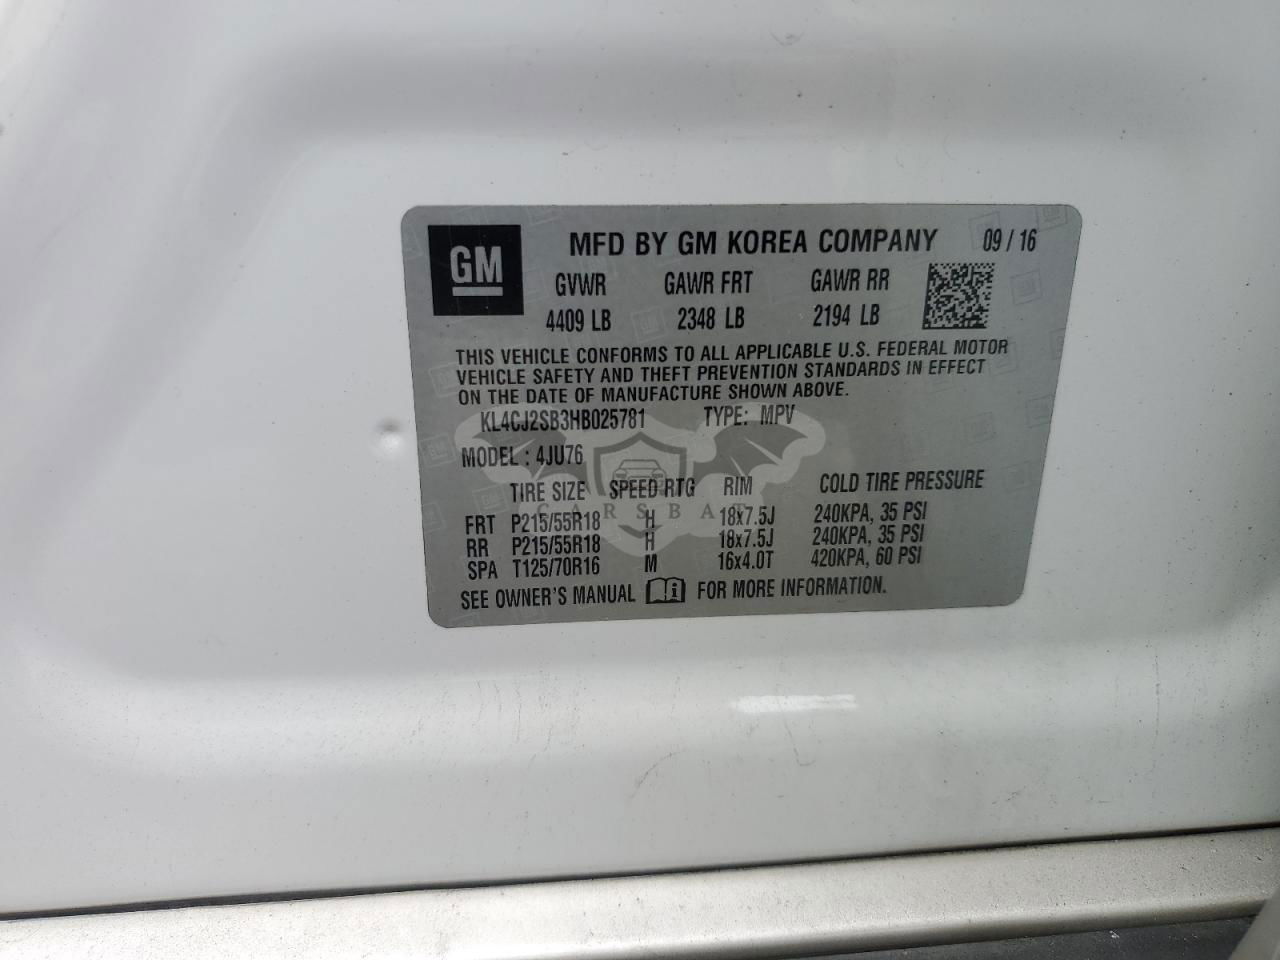 GM MFD BY GM KOREA COMPANY 09 / 16
GVWR GAWR FRT GAWR RR
4409 LB 2348 LB 2194 LB
THIS VEHICLE CONFORMS TO ALL APPLICABLE U.S. FEDERAL MOTOR
VEHICLE SAFETY AND THEFT PREVENTION STANDARDS IN EFFECT
ON THE DATE OF MANUFACTURE SHOWN ABOVE.
KL4CJ2SB3HB025781 TYPE: MPV
MODEL : 4JU76
TIRE SIZE SPEED RTG RIM COLD TIRE PRESSURE
CARSBAT
FRT P215/55R18 H 18x7.5J 240KPA, 35 PSI
RR P215/55R18 H 18x7.5J 240KPA, 35 PSI
SPA T125/70R16 M 16x4.0T 420KPA, 60 PSI
SEE OWNER'S MANUAL FOR MORE INFORMATION.